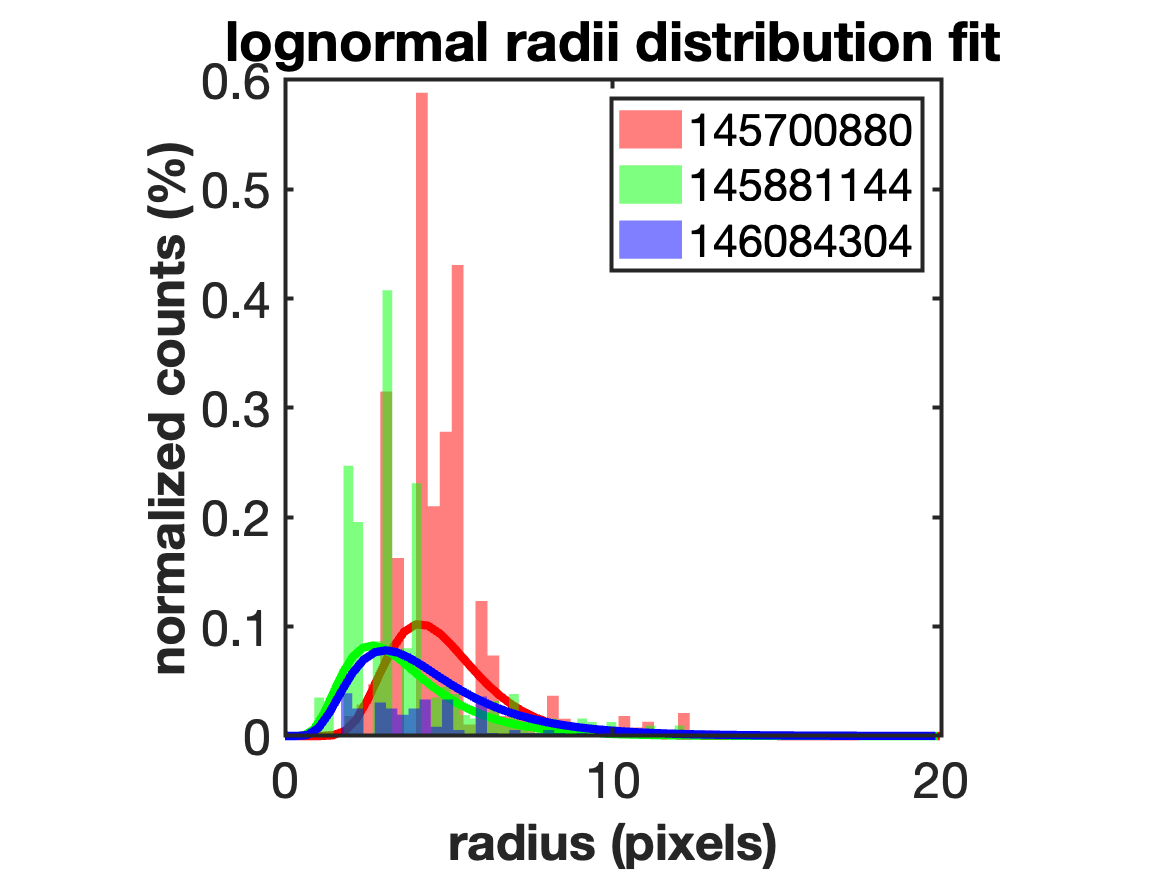 lognormal radii distribution fit
0.6
0.5
0.4
0.3
0.2
0.1
0
normalized counts (%)
145700880
145881144
146084304
0 10 20
radius (pixels)